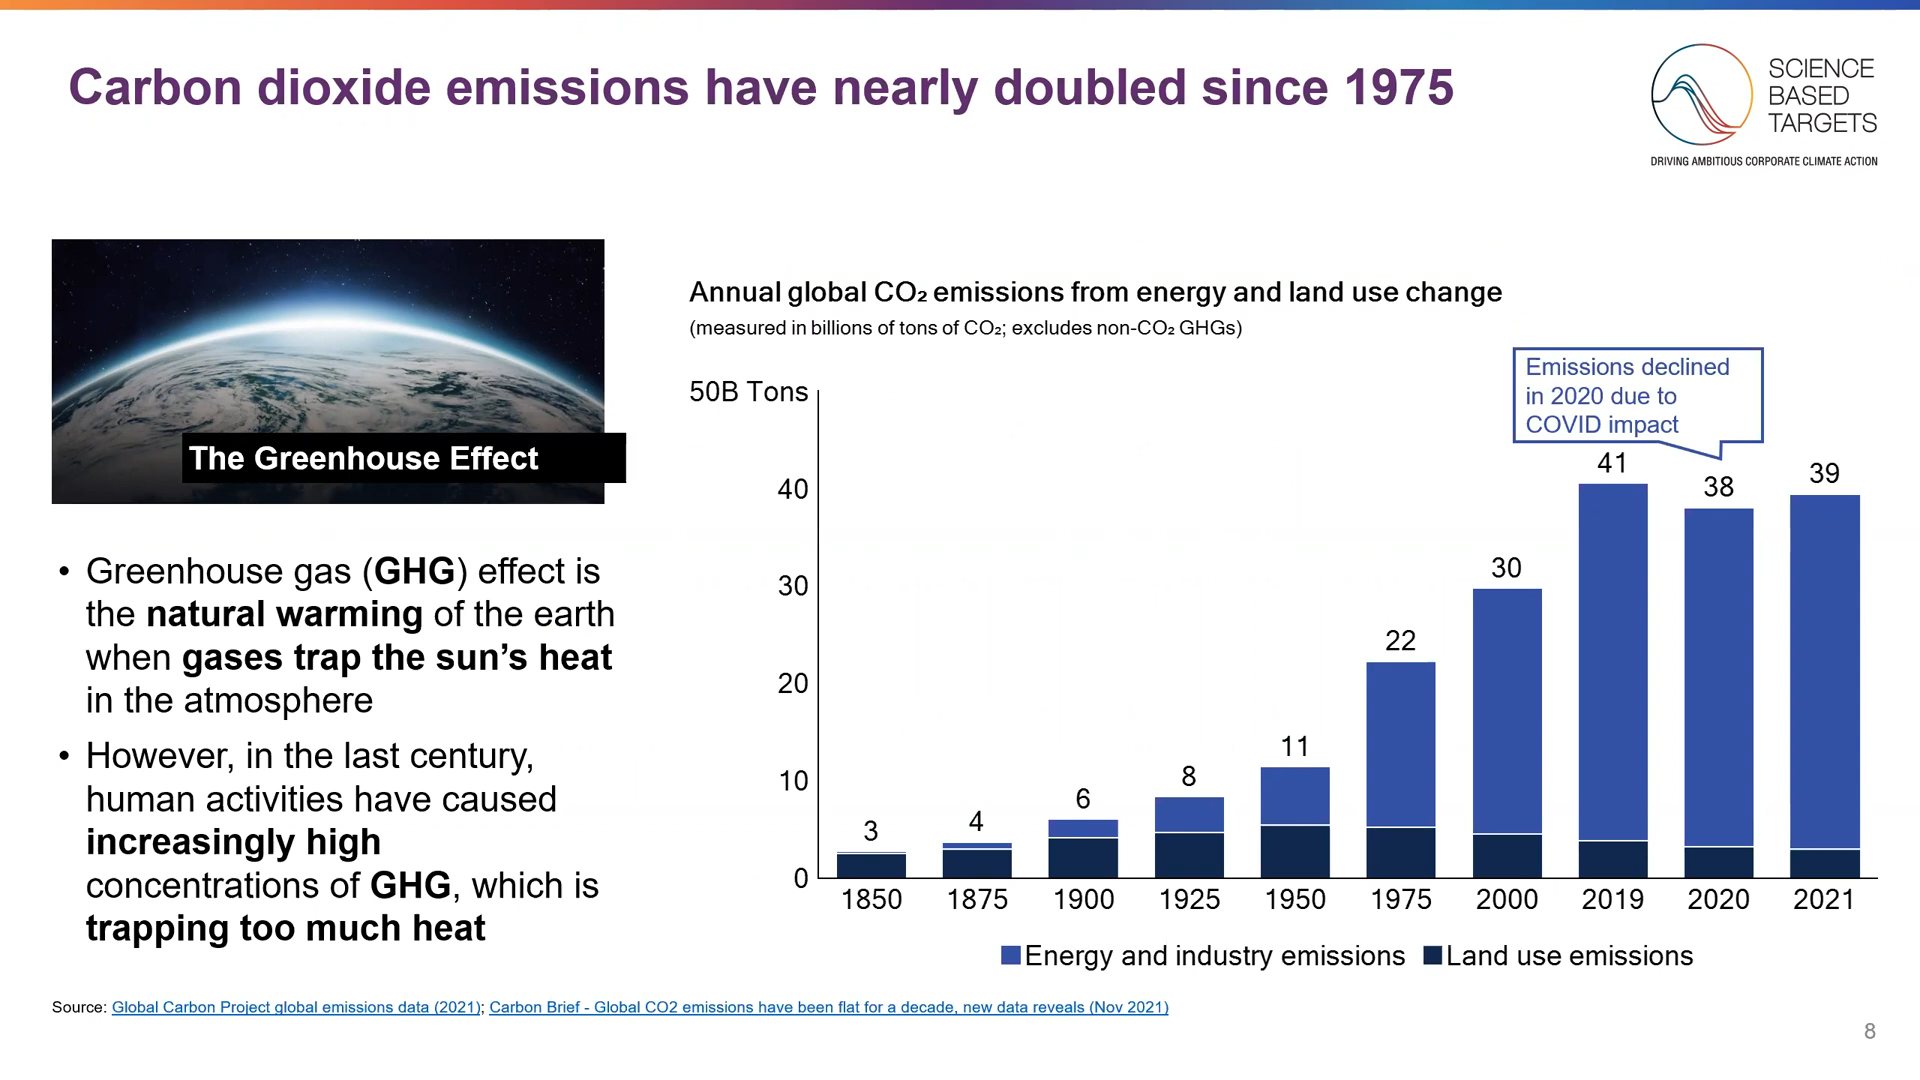 Carbon dioxide emissions have nearly doubled since 1975
SCIENCE
BASED
TARGETS
DRIVING AMBITIOUS CORPORATE CLIMATE ACTION
The Greenhouse Effect
• Greenhouse gas (GHG) effect is
the natural warming of the earth
when gases trap the sun’s heat
in the atmosphere
• However, in the last century,
human activities have caused
increasingly high
concentrations of GHG, which is
trapping too much heat
Annual global CO₂ emissions from energy and land use change
(measured in billions of tons of CO₂; excludes non-CO₂ GHGs)
Emissions declined
in 2020 due to
COVID impact
50B Tons
40
30
20
10
0
3
4
6
8
11
22
30
41
38
39
1850 1875 1900 1925 1950 1975 2000 2019 2020 2021
Energy and industry emissions Land use emissions
Source: Global Carbon Project global emissions data (2021); Carbon Brief - Global CO2 emissions have been flat for a decade, new data reveals (Nov 2021)
8